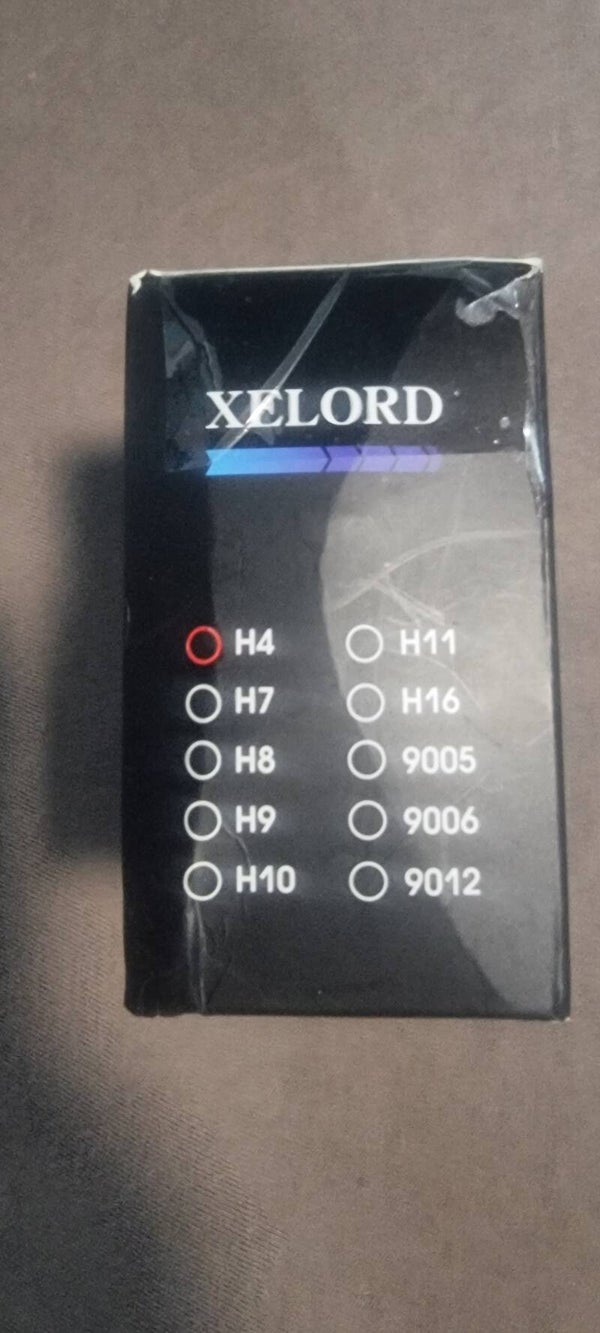 XELORD
H4 H11
H7 H16
H8 9005
H9 9006
H10 9012